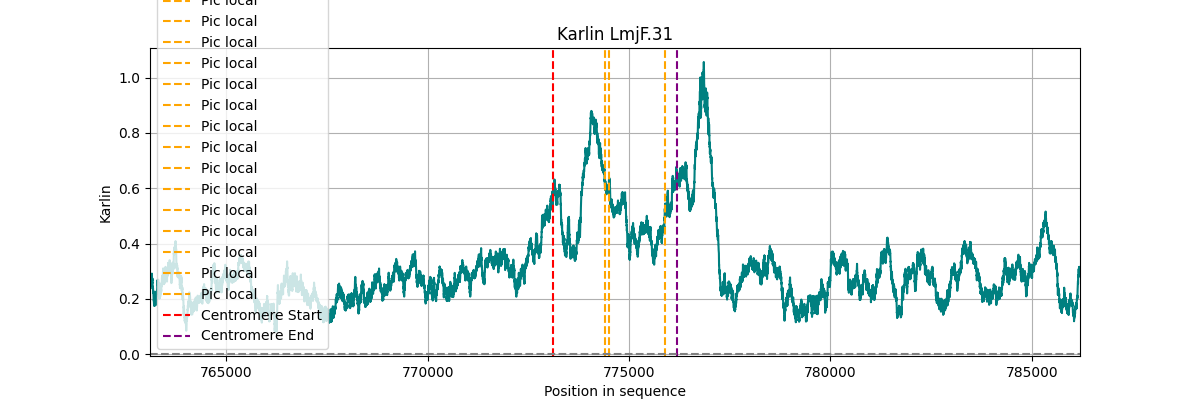 Pic local
Pic local
Karlin LmjF.31
Pic local
Pic local
Pic local
Pic local
Pic local
Pic local
Pic local
Pic local
Pic local
Pic local
Pic local
Pic local
Pic local
Centromere Start
Centromere End
1.0
0.8
0.6
0.4
0.2
0.0
Karlin
765000 770000 775000 780000 785000
Position in sequence